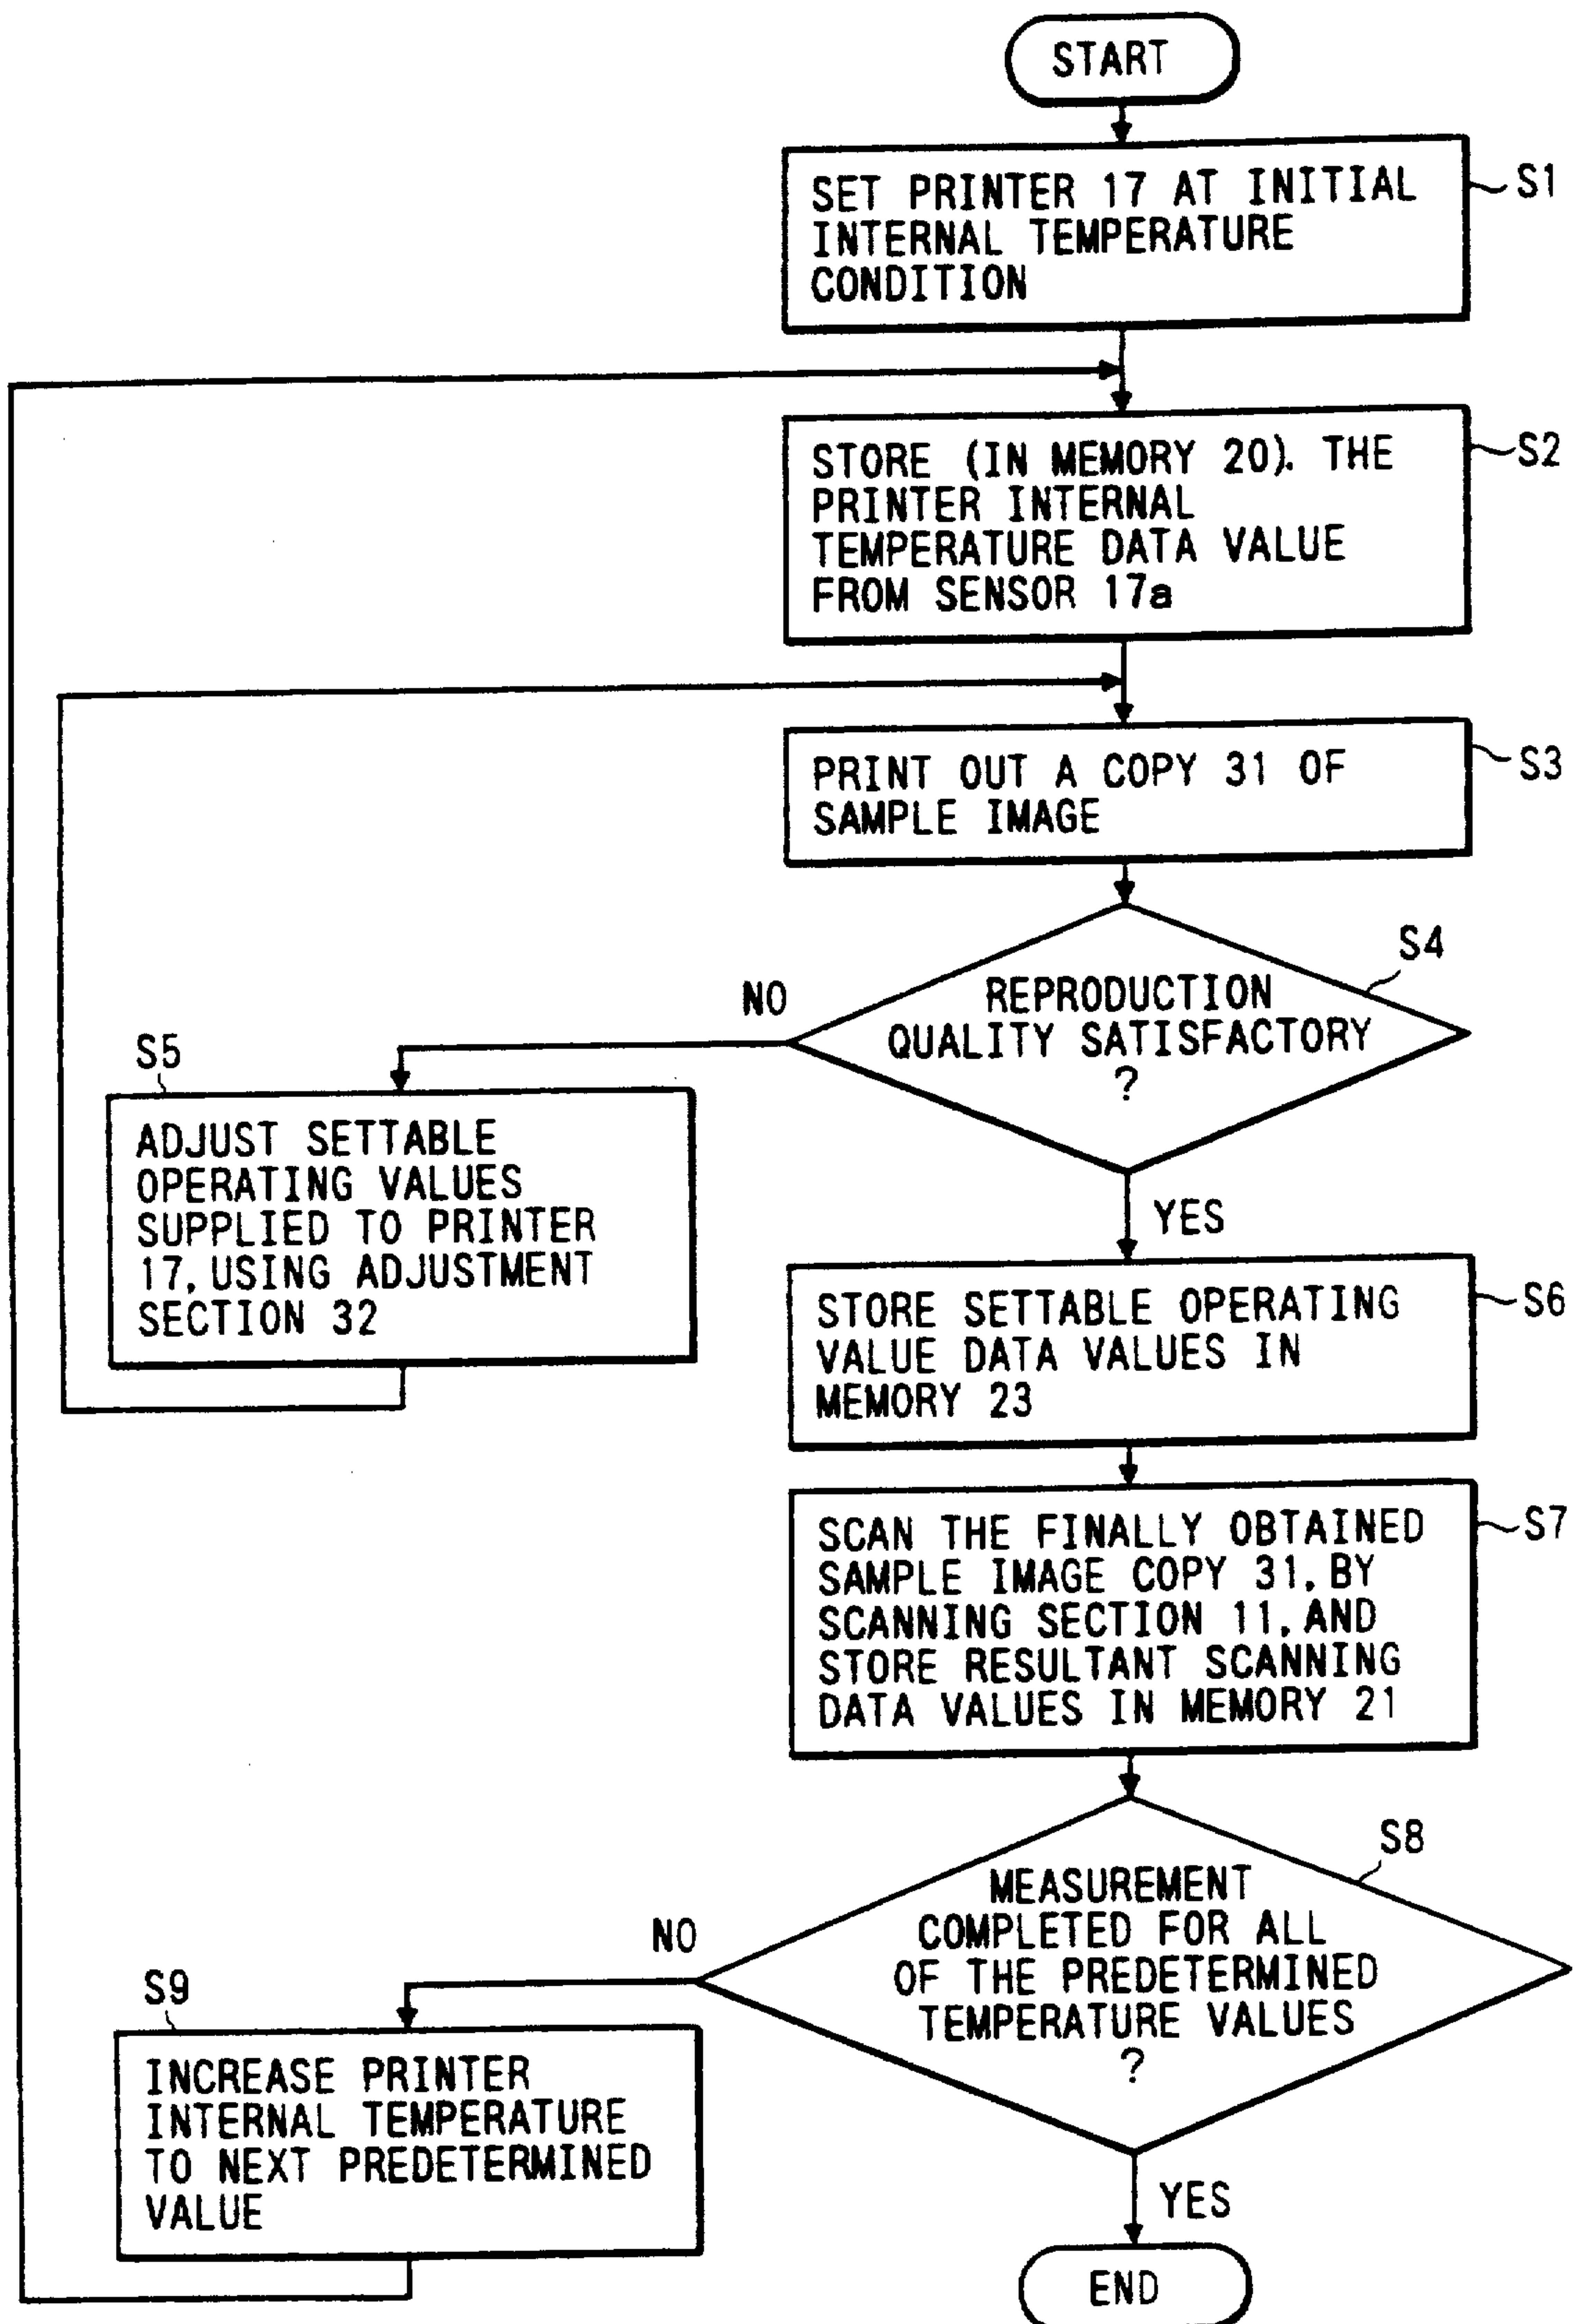 START
SET PRINTER 17 AT INITIAL
INTERNAL TEMPERATURE
CONDITION
S1
STORE (IN MEMORY 20). THE
PRINTER INTERNAL
TEMPERATURE DATA VALUE
FROM SENSOR 17a
S2
PRINT OUT A COPY 31 OF
SAMPLE IMAGE
S3
REPRODUCTION
QUALITY SATISFACTORY
?
S4
NO
S5
ADJUST SETTABLE
OPERATING VALUES
SUPPLIED TO PRINTER
17, USING ADJUSTMENT
SECTION 32
YES
STORE SETTABLE OPERATING
VALUE DATA VALUES IN
MEMORY 23
S6
SCAN THE FINALLY OBTAINED
SAMPLE IMAGE COPY 31, BY
SCANNING SECTION 11, AND
STORE RESULTANT SCANNING
DATA VALUES IN MEMORY 21
S7
MEASUREMENT
COMPLETED FOR ALL
OF THE PREDETERMINED
TEMPERATURE VALUES
?
S8
NO
S9
INCREASE PRINTER
INTERNAL TEMPERATURE
TO NEXT PREDETERMINED
VALUE
YES
END